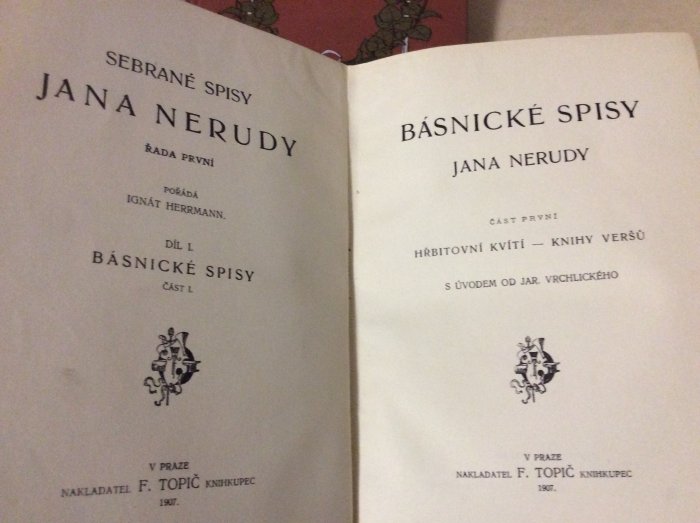 SEBRANÉ SPISY
JANA NERUDY
ŘADA PRVNÍ
POŘÁDÁ
IGNÁT HERRMANN.
DÍL I.
BÁSNICKÉ SPISY
ČÁST I.
V PRAZE
NAKLADATEL F. TOPIČ KNIHKUPEC
1907.
BÁSNICKÉ SPISY
JANA NERUDY
ČÁST PRVNÍ
HŘBITOVNÍ KVÍTÍ — KNIHY VERŠŮ
S ÚVODEM OD JAR. VRCHLICKÉHO
V PRAZE
NAKLADATEL F. TOPIČ KNIHKUPEC
1907.